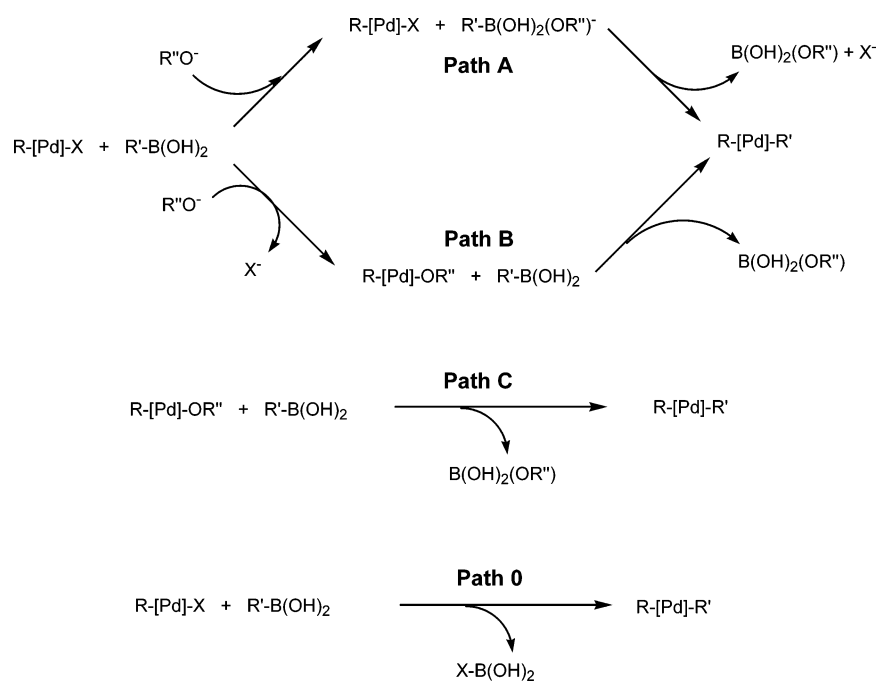 R-[Pd]-X + R'-B(OH)2(OR")-
R"O-
Path A
B(OH)2(OR") + X-
R-[Pd]-X + R'-B(OH)2
R-[Pd]-R'
R"O-
Path B
X-
R-[Pd]-OR" + R'-B(OH)2
B(OH)2(OR")
Path C
R-[Pd]-OR" + R'-B(OH)2
R-[Pd]-R'
B(OH)2(OR")
Path 0
R-[Pd]-X + R'-B(OH)2
R-[Pd]-R'
X-B(OH)2